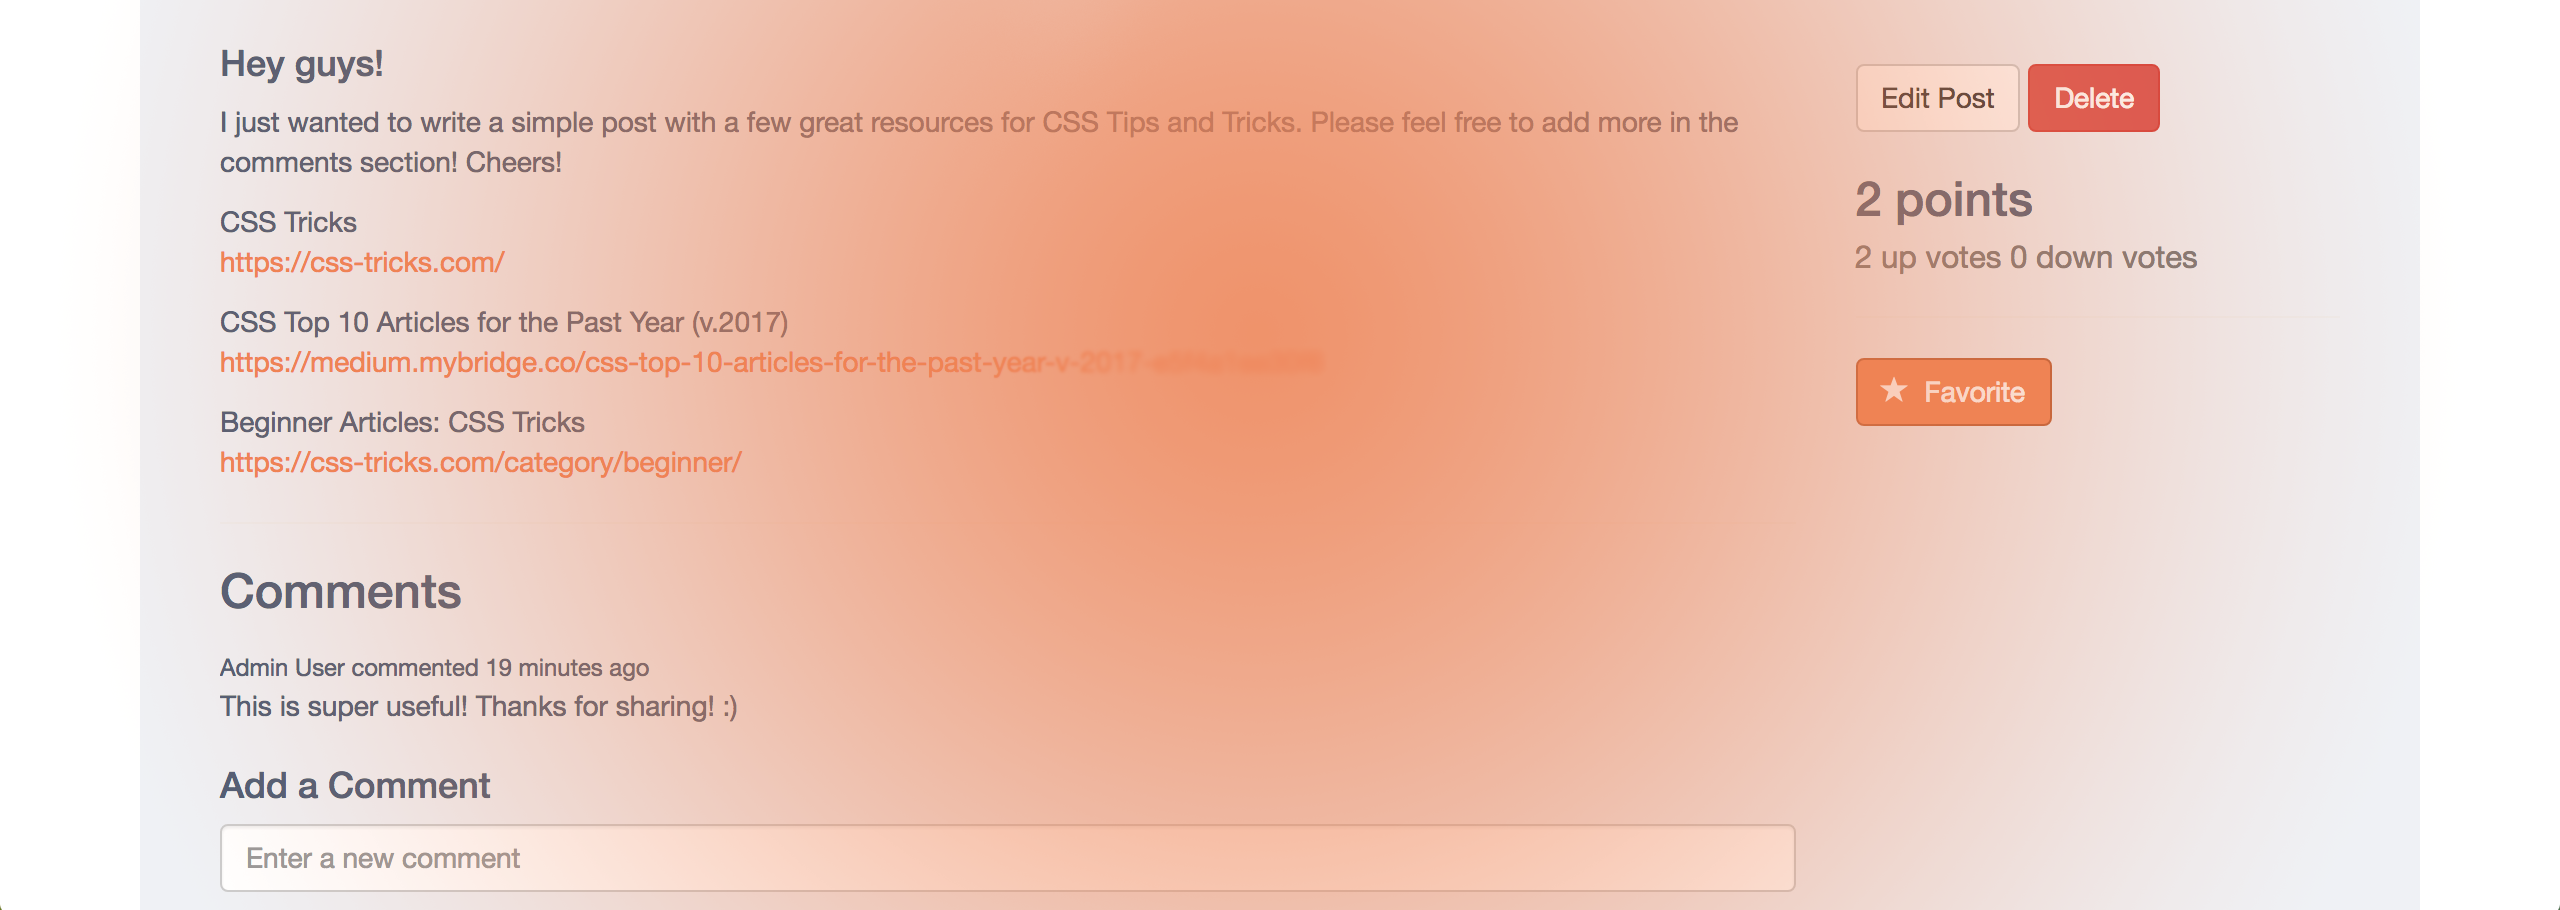 Hey guys!
I just wanted to write a simple post with a few great resources for CSS Tips and Tricks. Please feel free to add more in the
comments section! Cheers!
CSS Tricks
https://css-tricks.com/
CSS Top 10 Articles for the Past Year (v.2017)
https://medium.mybridge.co/css-top-10-articles-for-the-past-year-v-2017-
Beginner Articles: CSS Tricks
https://css-tricks.com/category/beginner/
Comments
Admin User commented 19 minutes ago
This is super useful! Thanks for sharing! :)
Add a Comment
Enter a new comment
Edit Post
Delete
2 points
2 up votes 0 down votes
Favorite